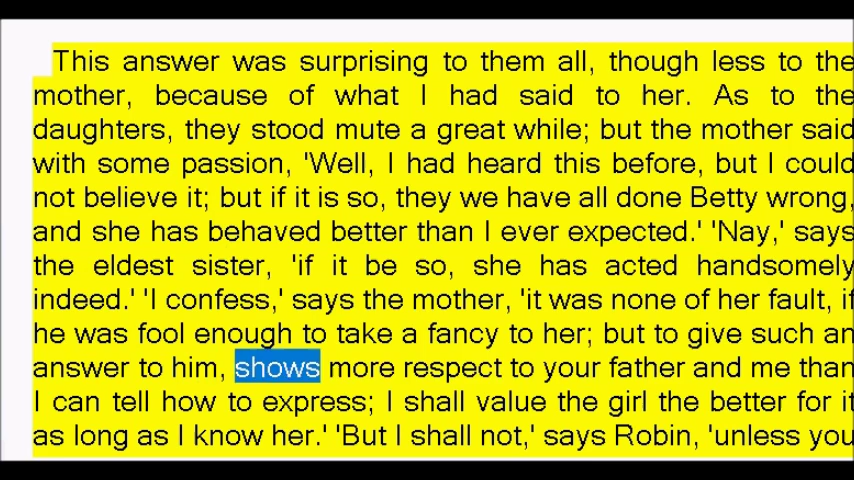 This answer was surprising to them all, though less to the
mother, because of what I had said to her. As to the
daughters, they stood mute a great while; but the mother said
with some passion, 'Well, I had heard this before, but I could
not believe it; but if it is so, they we have all done Betty wrong,
and she has behaved better than I ever expected.' 'Nay,' says
the eldest sister, 'if it be so, she has acted handsomely
indeed.' 'I confess,' says the mother, 'it was none of her fault, if
he was fool enough to take a fancy to her; but to give such an
answer to him, shows more respect to your father and me than
I can tell how to express; I shall value the girl the better for it
as long as I know her.' 'But I shall not,' says Robin, 'unless you